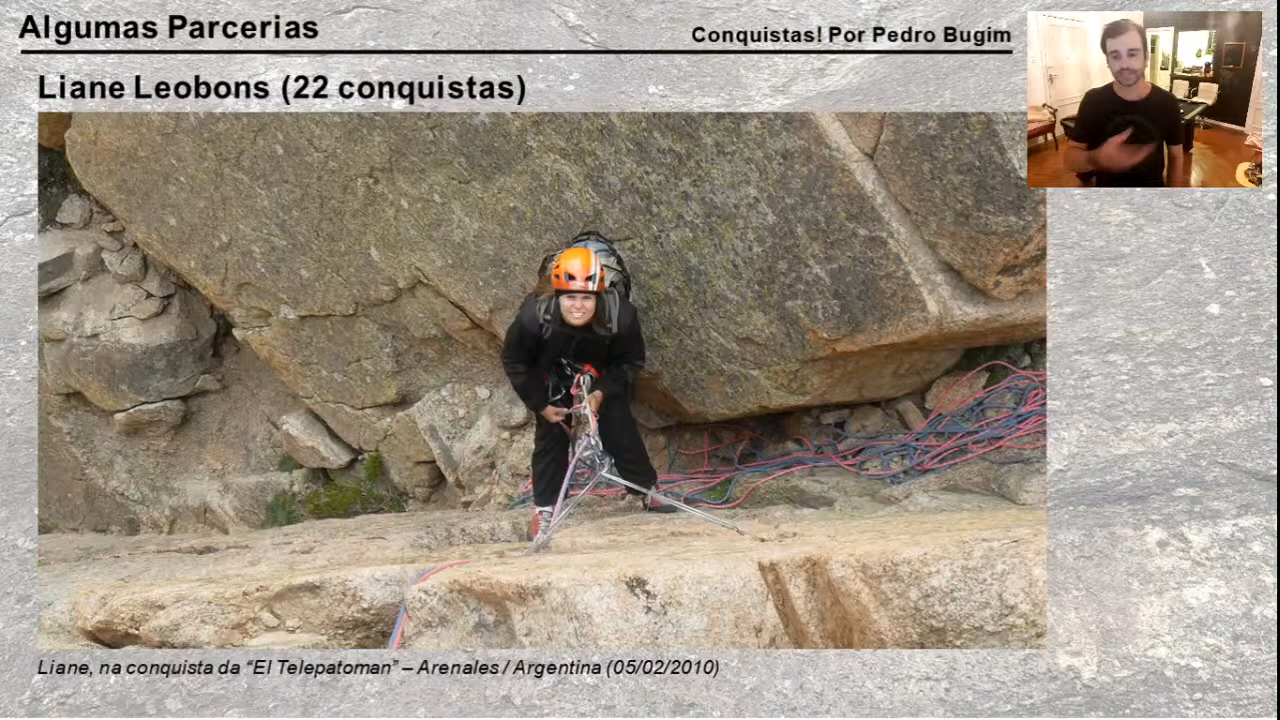 Algumas Parcerias
Conquistas! Por Pedro Bugim
Liane Leobons (22 conquistas)
Liane, na conquista da “El Telepatoman” – Arenales / Argentina (05/02/2010)